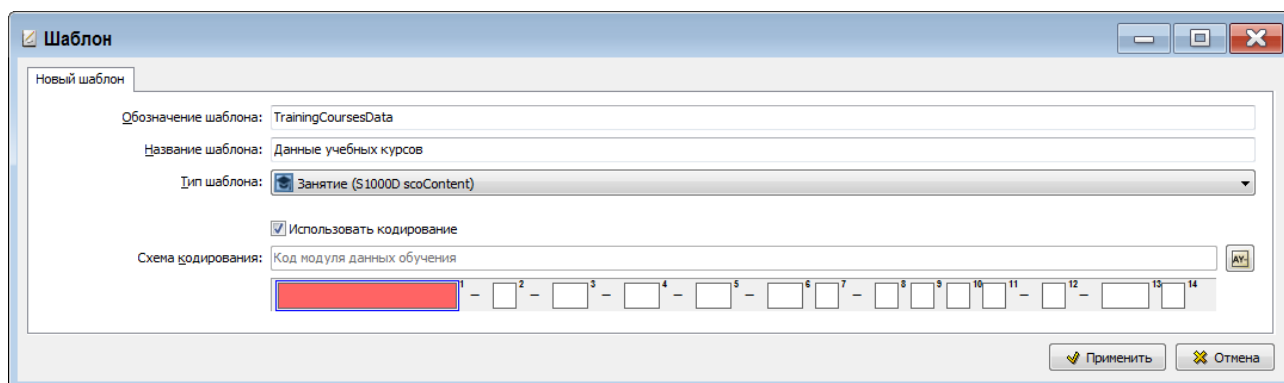 Шаблон
Новый шаблон
Обозначение шаблона: TrainingCoursesData
Название шаблона: Данные учебных курсов
Тип шаблона: Занятие (S1000D scoContent)
Использовать кодирование
Схема кодирования: Код модуля данных обучения AY-
1 – 2 – 3 – 4 – 5 – 6 7 – 8 9 10 11 – 12 – 13 14
Применить Отмена